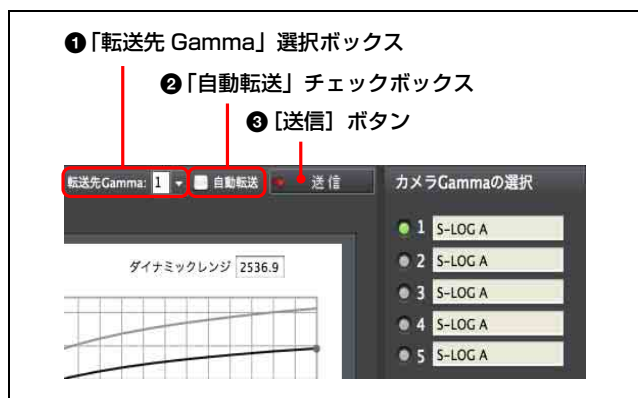 ❶「転送先 Gamma」選択ボックス
❷「自動転送」チェックボックス
❸［送信］ボタン
転送先Gamma: 1 自動転送 送信 カメラGammaの選択
1 S-LOG A
2 S-LOG A
ダイナミックレンジ 2536.9
3 S-LOG A
4 S-LOG A
5 S-LOG A